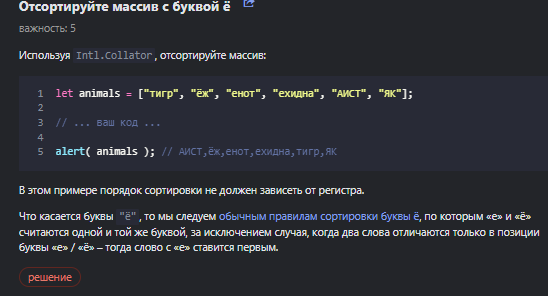 Отсортируйте массив с буквой ё
важность: 5
Используя Intl.Collator, отсортируйте массив:
1 let animals = ["тигр", "ёж", "енот", "ехидна", "АИСТ", "ЯК"];
2
3 // ... ваш код ...
4
5 alert( animals ); // АИСТ,ёж,енот,ехидна,тигр,ЯК
В этом примере порядок сортировки не должен зависеть от регистра.
Что касается буквы "ё", то мы следуем обычным правилам сортировки буквы ё, по которым «е» и «ё»
считаются одной и той же буквой, за исключением случая, когда два слова отличаются только в позиции
буквы «е» / «ё» – тогда слово с «е» ставится первым.
решение